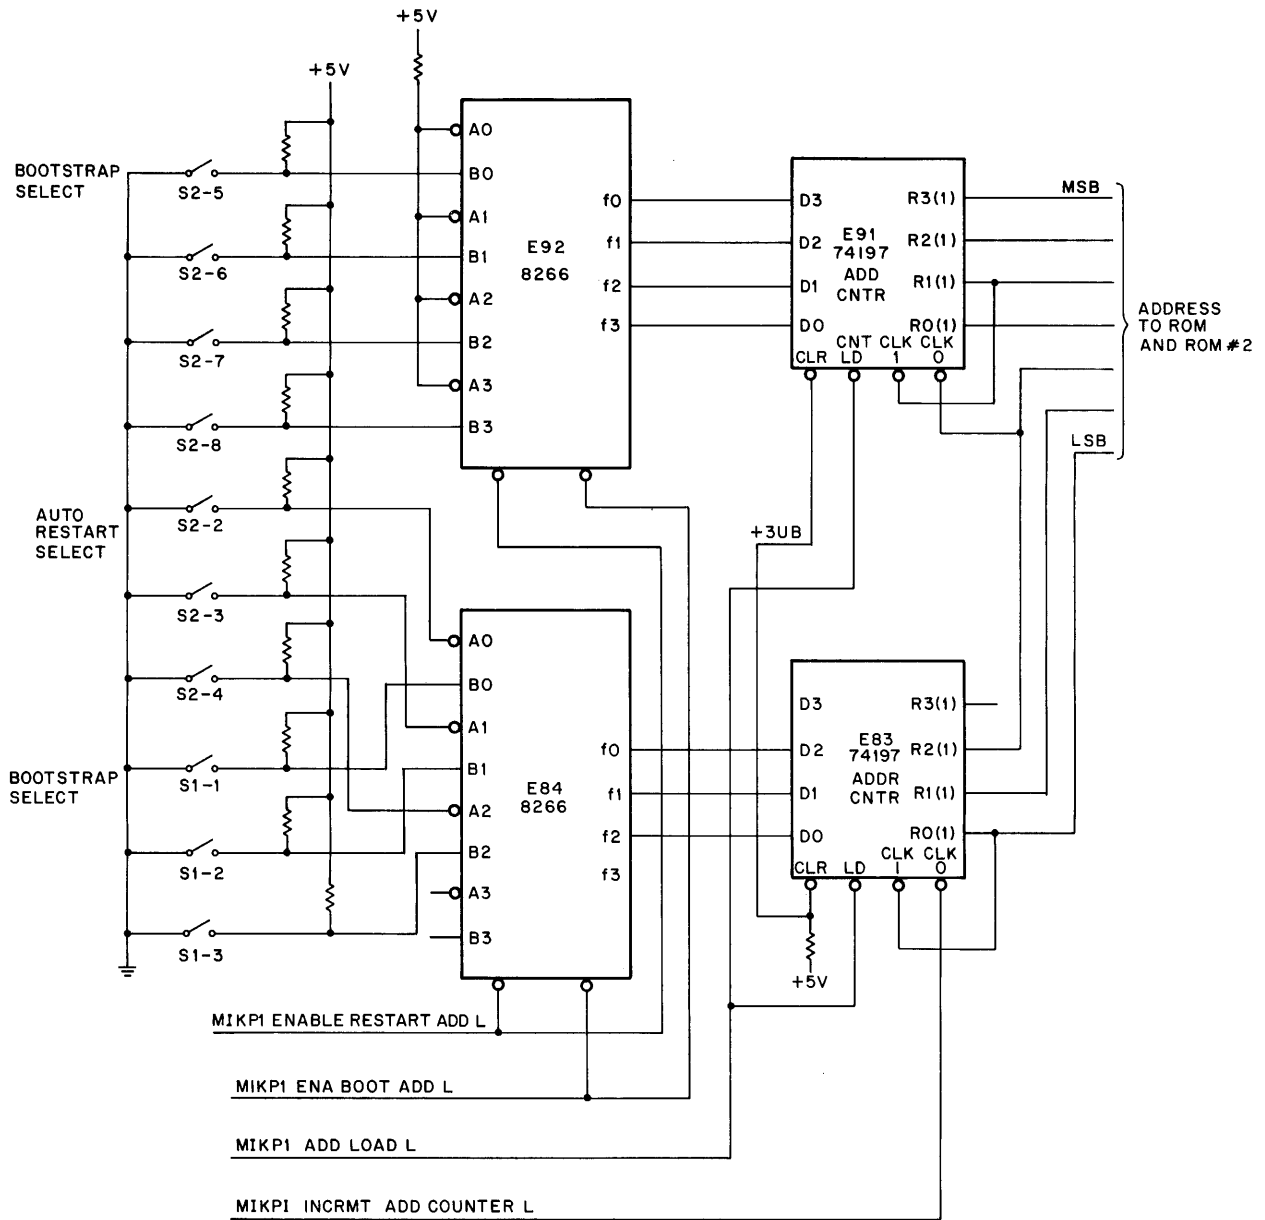 +5V
+5V
BOOTSTRAP
SELECT
S2-5
S2-6
S2-7
S2-8
AUTO
RESTART
SELECT
S2-2
S2-3
S2-4
BOOTSTRAP
SELECT
S1-1
S1-2
S1-3
A0
B0
A1
B1
A2
B2
A3
B3
E92
8266
f0
f1
f2
f3
D3
D2
D1
D0
E91
74197
ADD
CNTR
R3(1)
R2(1)
R1(1)
R0(1)
CNT CLK CLK
CLR LD 1 0
MSB
LSB
ADDRESS
TO ROM
AND ROM #2
+3UB
A0
B0
A1
B1
A2
B2
A3
B3
E84
8266
f0
f1
f2
f3
D3
D2
D1
D0
E83
74197
ADDR
CNTR
R3(1)
R2(1)
R1(1)
R0(1)
CLK CLK
CLR LD 1 0
+5V
MIKP1 ENABLE RESTART ADD L
MIKP1 ENA BOOT ADD L
MIKP1 ADD LOAD L
MIKPI INCRMT ADD COUNTER L